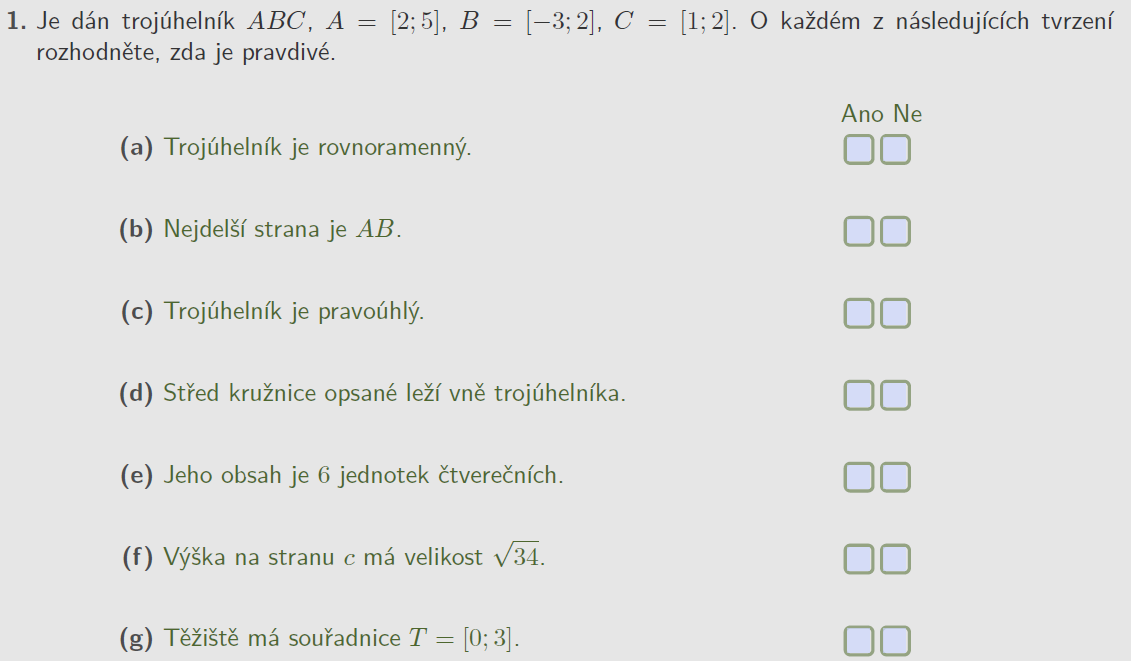 1. Je dán trojúhelník ABC, A = [2; 5], B = [−3; 2], C = [1; 2]. O každém z následujících tvrzení
rozhodněte, zda je pravdivé.
Ano Ne
(a) Trojúhelník je rovnoramenný.
(b) Nejdelší strana je AB.
(c) Trojúhelník je pravoúhlý.
(d) Střed kružnice opsané leží vně trojúhelníka.
(e) Jeho obsah je 6 jednotek čtverečních.
(f) Výška na stranu c má velikost √34.
(g) Těžiště má souřadnice T = [0; 3].